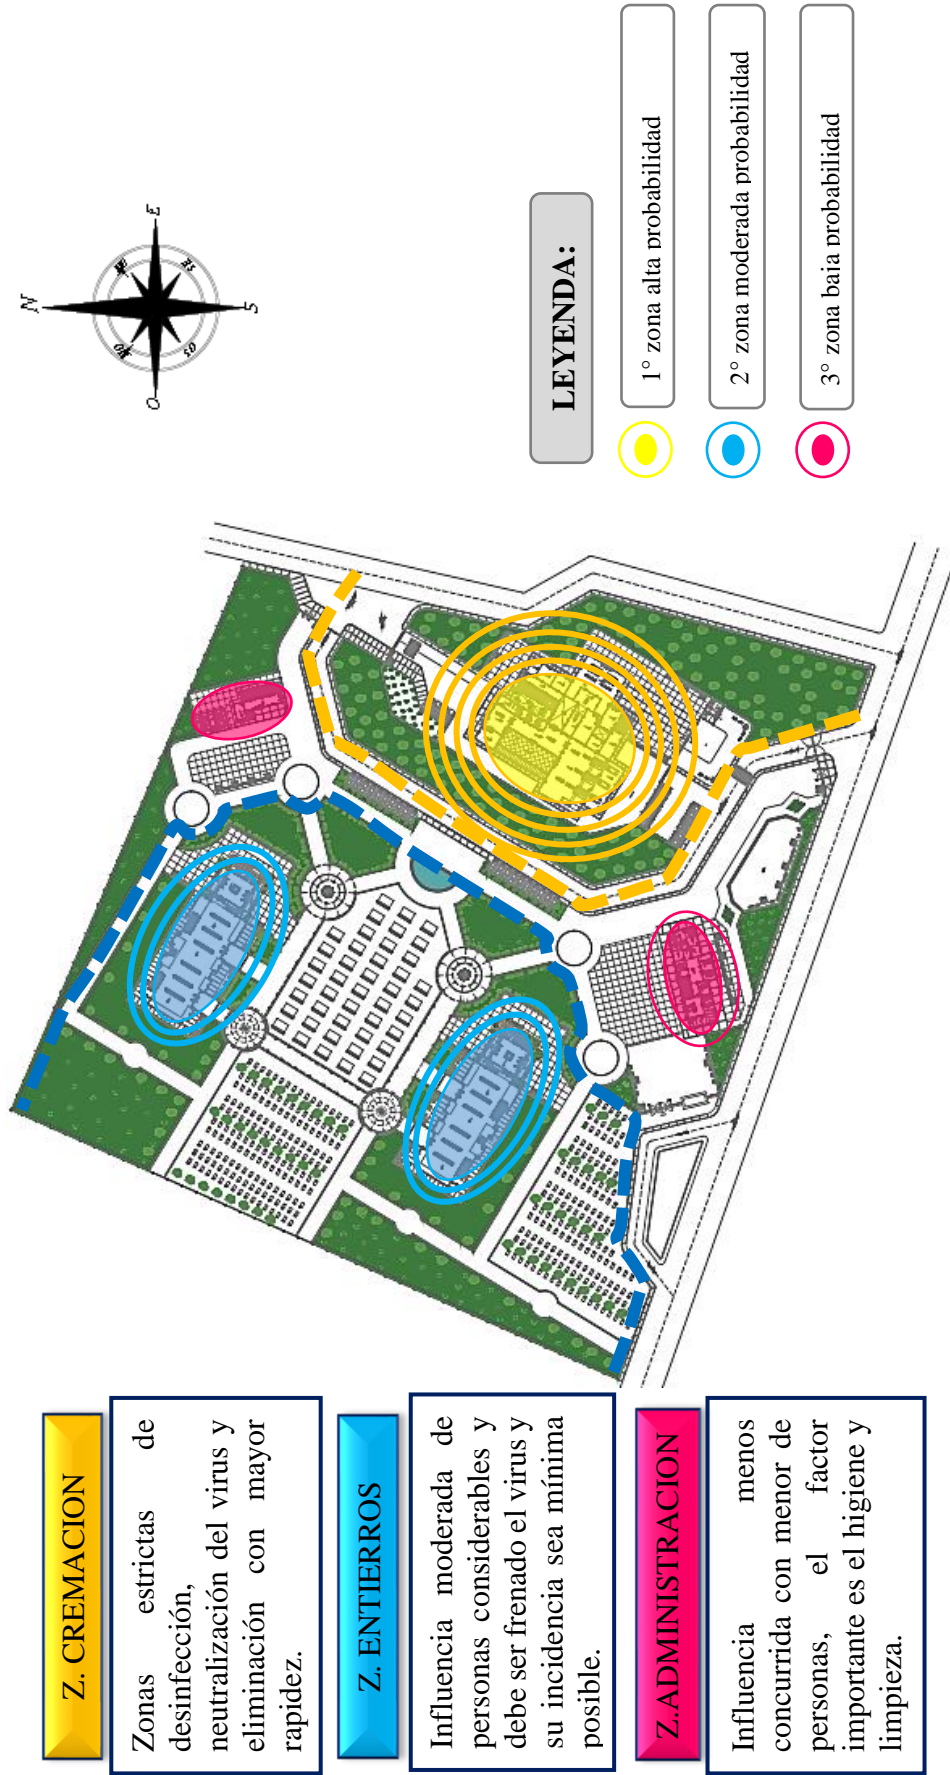 Z. CREMACION
Zonas estrictas de
desinfección,
neutralización del virus y
eliminación con mayor
rapidez.
Z. ENTIERROS
Influencia moderada de
personas considerables y
debe ser frenado el virus y
su incidencia sea mínima
posible.
Z.ADMINISTRACION
Influencia menos
concurrida con menor de
personas, el factor
importante es el higiene y
limpieza.
N
E
SE
S
OS
O
LEYENDA:
1° zona alta probabilidad
2° zona moderada probabilidad
3° zona baja probabilidad